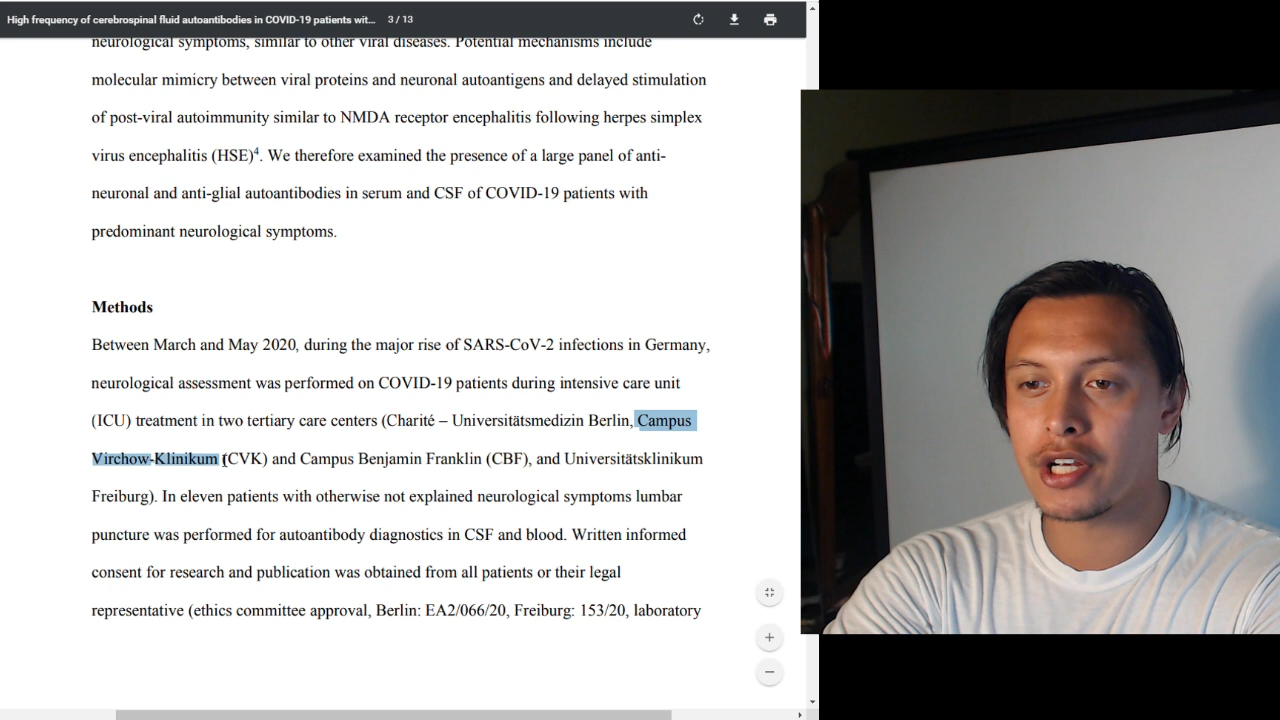 High frequency of cerebrospinal fluid autoantibodies in COVID-19 patients wit... 3 / 13
neurological symptoms, similar to other viral diseases. Potential mechanisms include
molecular mimicry between viral proteins and neuronal autoantigens and delayed stimulation
of post-viral autoimmunity similar to NMDA receptor encephalitis following herpes simplex
virus encephalitis (HSE)⁴. We therefore examined the presence of a large panel of anti-
neuronal and anti-glial autoantibodies in serum and CSF of COVID-19 patients with
predominant neurological symptoms.
Methods
Between March and May 2020, during the major rise of SARS-CoV-2 infections in Germany,
neurological assessment was performed on COVID-19 patients during intensive care unit
(ICU) treatment in two tertiary care centers (Charité – Universitätsmedizin Berlin, Campus
Virchow-Klinikum (CVK) and Campus Benjamin Franklin (CBF), and Universitätsklinikum
Freiburg). In eleven patients with otherwise not explained neurological symptoms lumbar
puncture was performed for autoantibody diagnostics in CSF and blood. Written informed
consent for research and publication was obtained from all patients or their legal
representative (ethics committee approval, Berlin: EA2/066/20, Freiburg: 153/20, laboratory